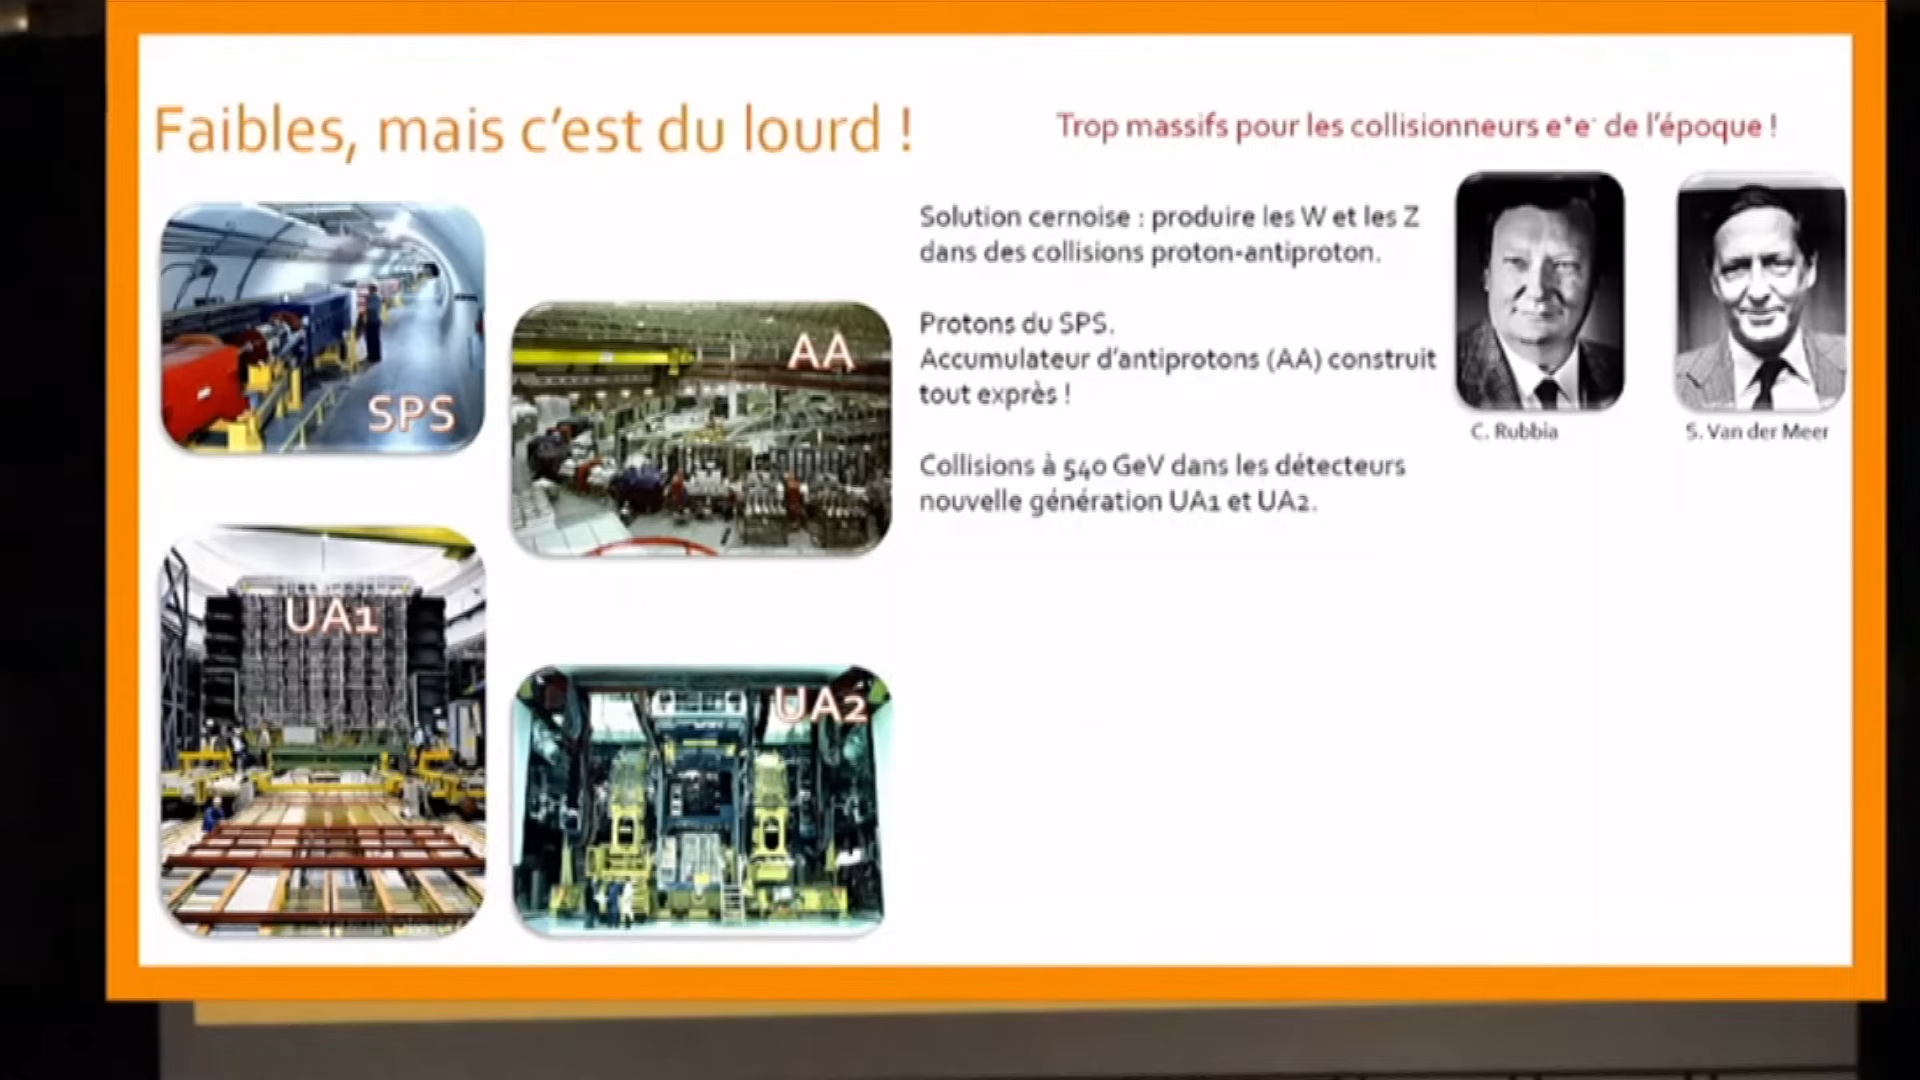 Faibles, mais c'est du lourd !
Trop massifs pour les collisionneurs e⁺e⁻ de l'époque !
Solution cernoise : produire les W et les Z
dans des collisions proton-antiproton.
Protons du SPS.
Accumulateur d'antiprotons (AA) construit
tout exprès !
Collisions à 540 GeV dans les détecteurs
nouvelle génération UA1 et UA2.
C. Rubbia
S. Van der Meer
SPS
AA
UA1
UA2